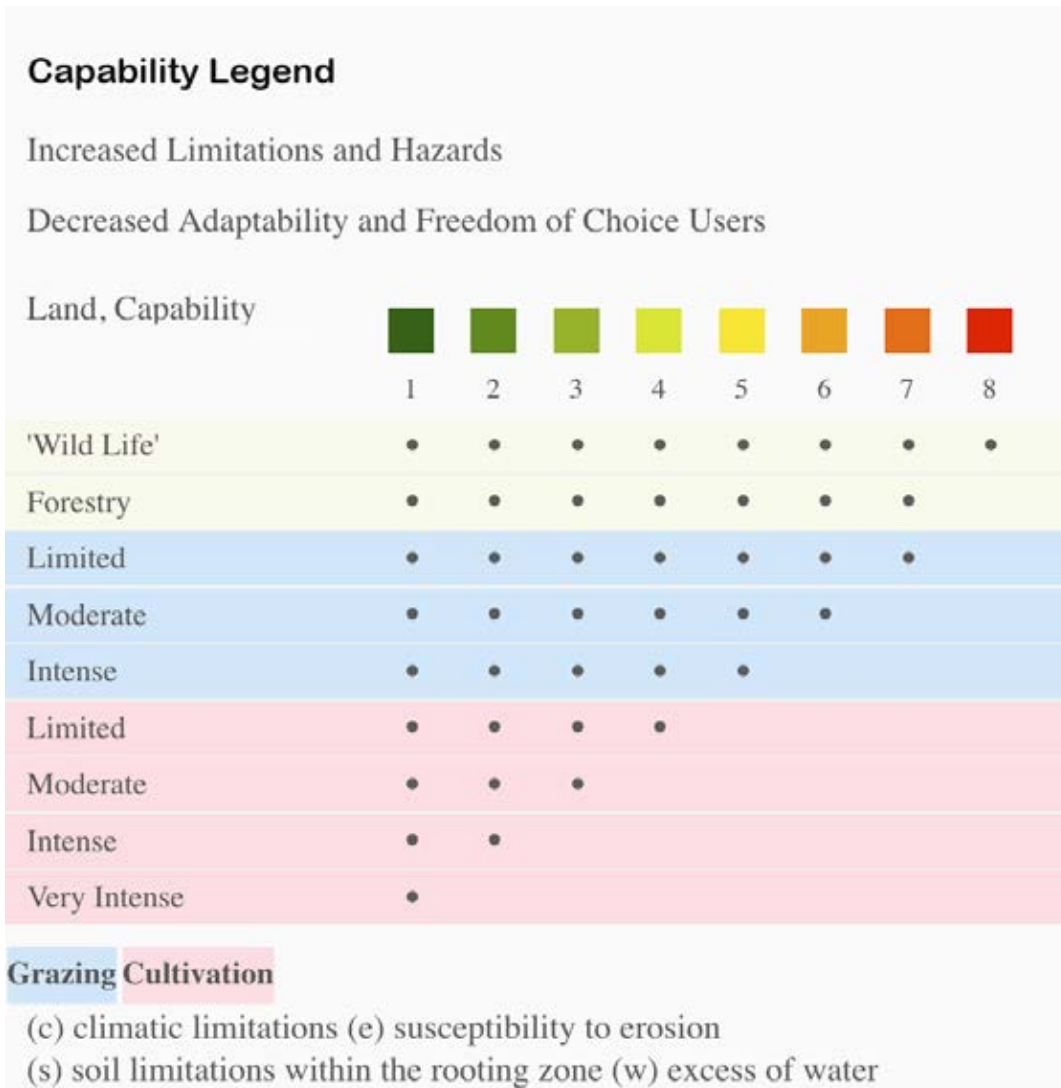 Capability Legend
Increased Limitations and Hazards
Decreased Adaptability and Freedom of Choice Users
Land, Capability
1 2 3 4 5 6 7 8
'Wild Life'
Forestry
Limited
Moderate
Intense
Limited
Moderate
Intense
Very Intense
Grazing Cultivation
(c) climatic limitations (e) susceptibility to erosion
(s) soil limitations within the rooting zone (w) excess of water